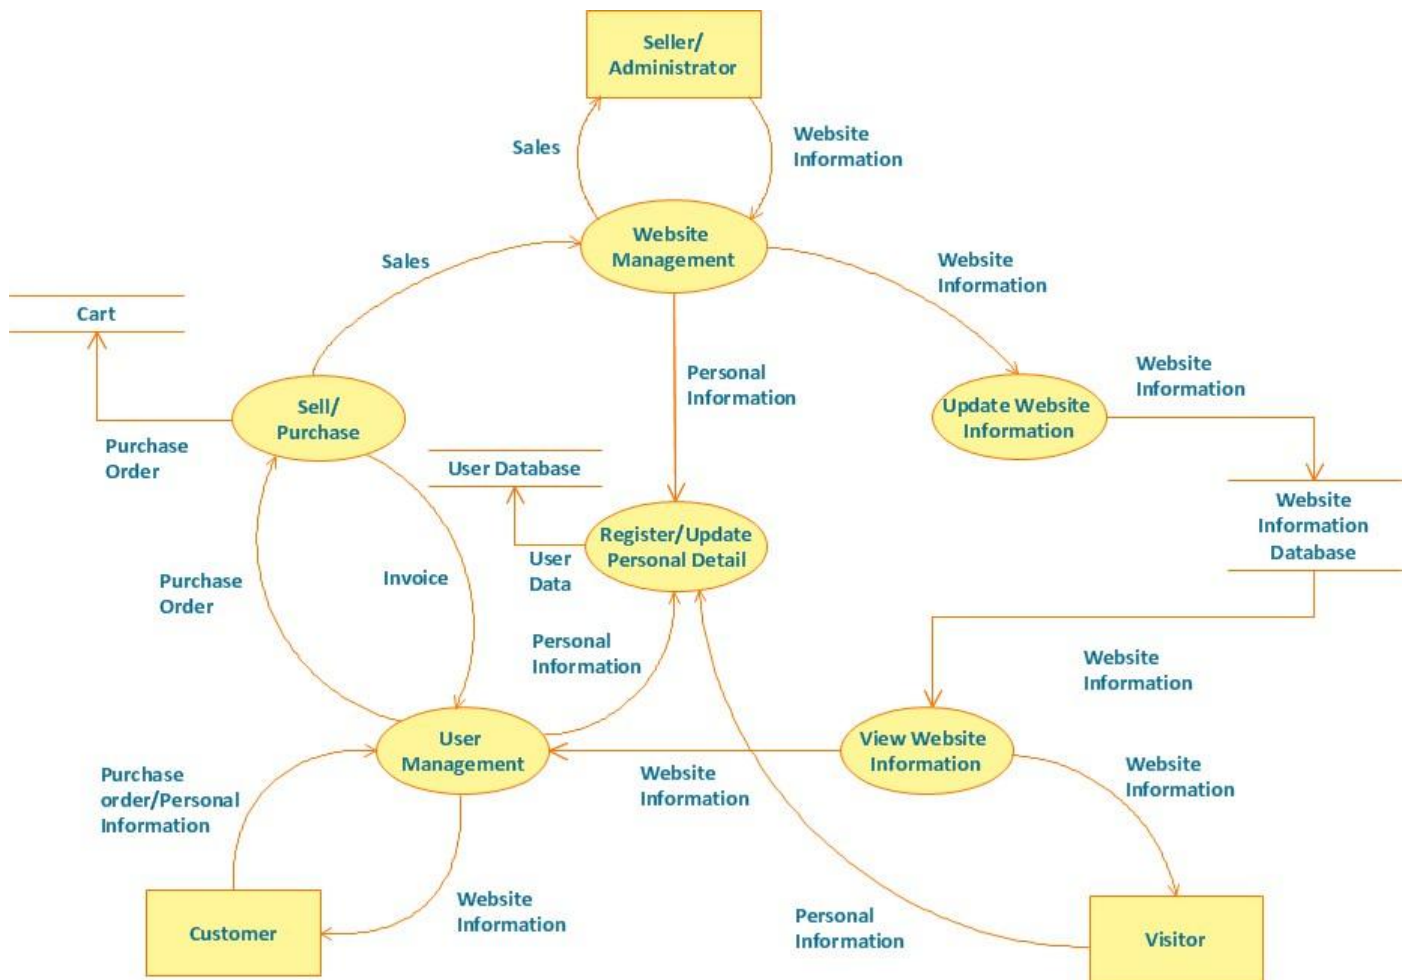 Seller/
Administrator
Sales
Website
Information
Website
Management
Sales
Website
Information
Cart
Website
Information
Personal
Information
Sell/
Purchase
Update Website
Information
Purchase
Order
User Database
Website
Information
Database
Register/Update
Personal Detail
User
Data
Purchase
Order
Invoice
Personal
Information
Website
Information
User
Management
View Website
Information
Purchase
order/Personal
Information
Website
Information
Website
Information
Website
Information
Personal
Information
Customer
Visitor